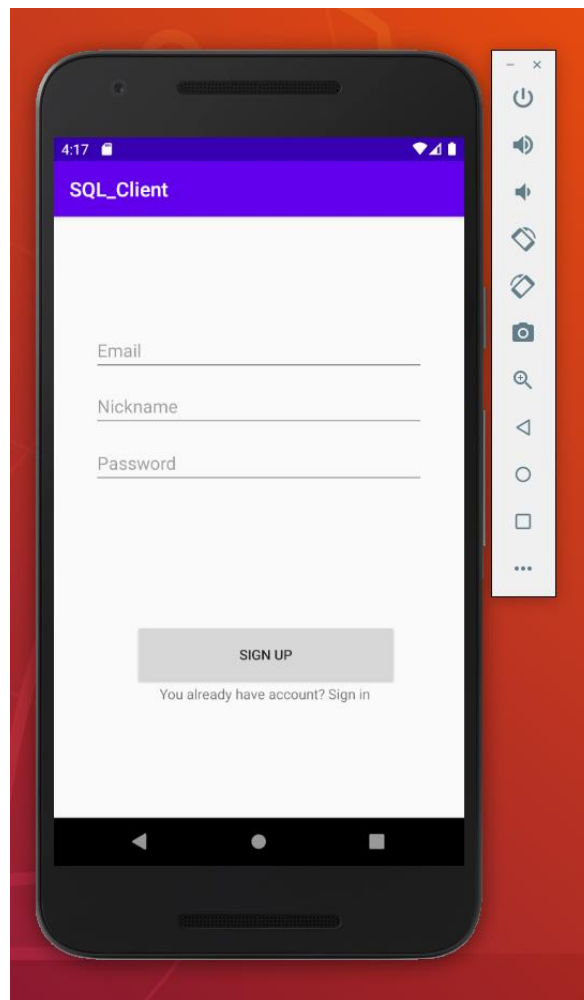 4:17
SQL_Client
Email
Nickname
Password
SIGN UP
You already have account? Sign in